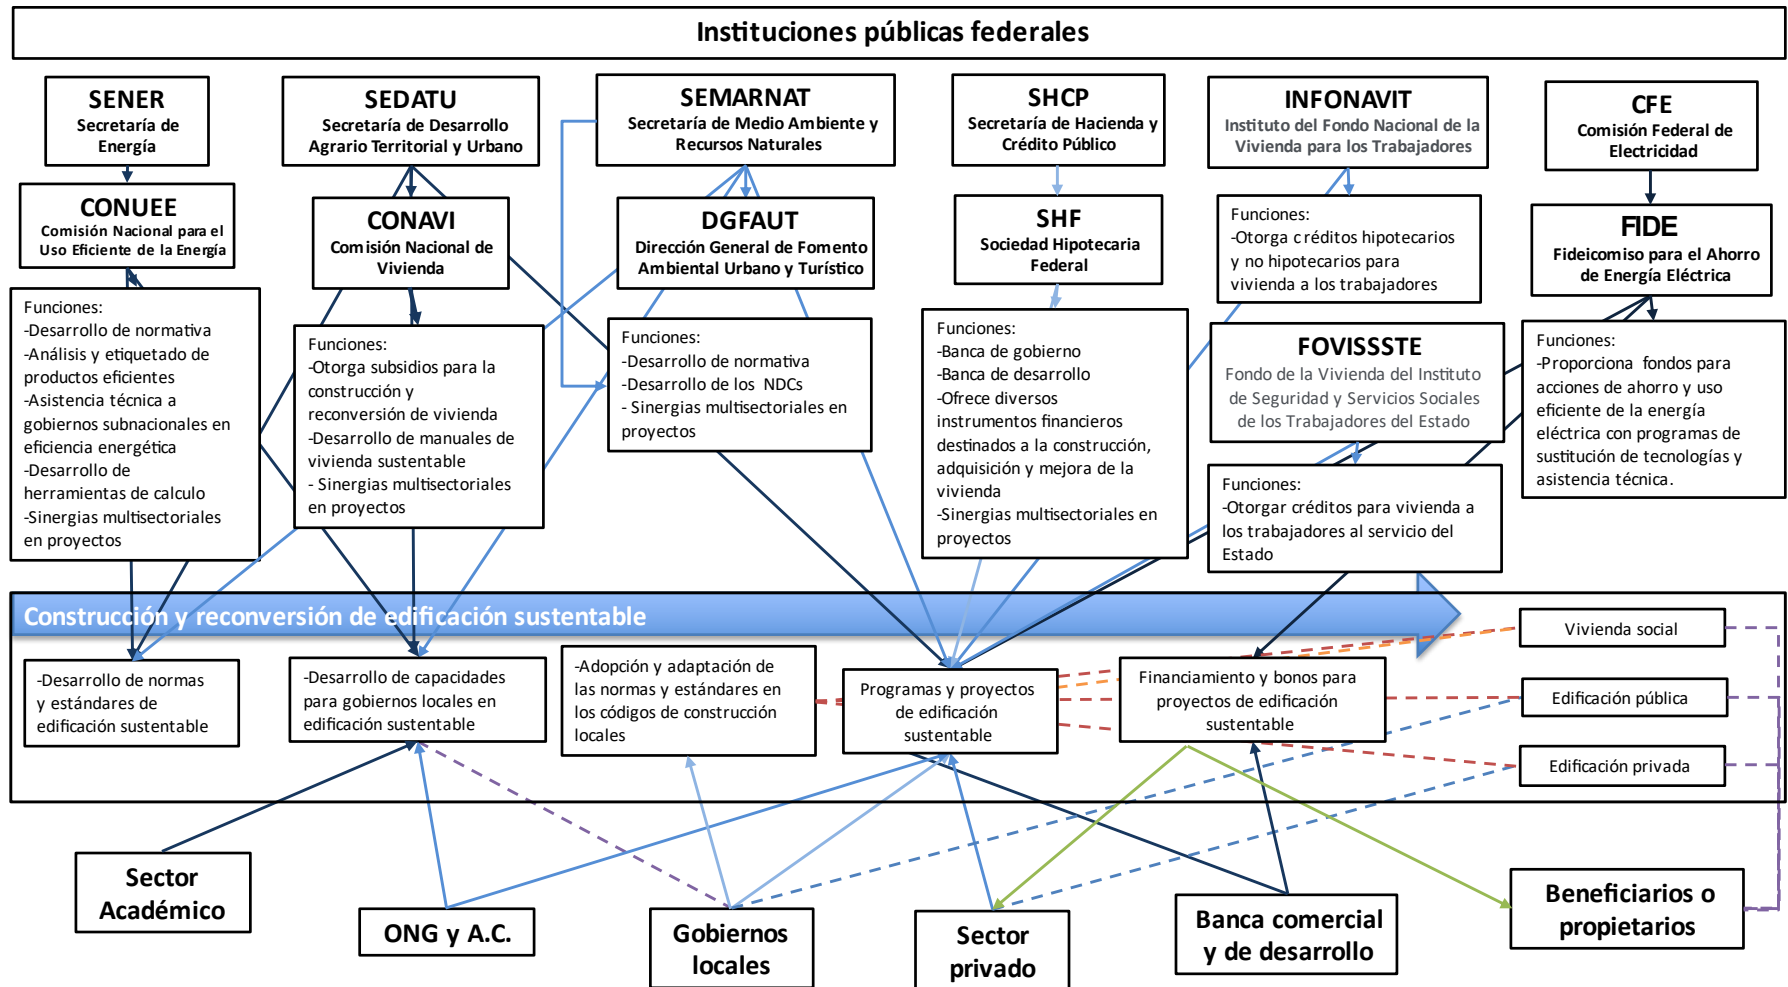 Instituciones públicas federales
SENER
Secretaría de
Energía
SEDATU
Secretaría de Desarrollo
Agrario Territorial y Urbano
SEMARNAT
Secretaría de Medio Ambiente y
Recursos Naturales
SHCP
Secretaría de Hacienda y
Crédito Público
INFONAVIT
Instituto del Fondo Nacional de la
Vivienda para los Trabajadores
CFE
Comisión Federal de
Electricidad
CONUEE
Comisión Nacional para el
Uso Eficiente de la Energía
CONAVI
Comisión Nacional de
Vivienda
DGFAUT
Dirección General de Fomento
Ambiental Urbano y Turístico
SHF
Sociedad Hipotecaria
Federal
Funciones:
-Otorga créditos hipotecarios
y no hipotecarios para
vivienda a los trabajadores
FIDE
Fideicomiso para el Ahorro
de Energía Eléctrica
Funciones:
-Desarrollo de normativa
-Análisis y etiquetado de
productos eficientes
-Asistencia técnica a
gobiernos subnacionales en
eficiencia energética
-Desarrollo de
herramientas de calculo
-Sinergias multisectoriales
en proyectos
Funciones:
-Otorga subsidios para la
construcción y
reconversión de vivienda
-Desarrollo de manuales de
vivienda sustentable
- Sinergias multisectoriales
en proyectos
Funciones:
-Desarrollo de normativa
-Desarrollo de los NDCs
- Sinergias multisectoriales en
proyectos
Funciones:
-Banca de gobierno
-Banca de desarrollo
-Ofrece diversos
instrumentos financieros
destinados a la construcción,
adquisición y mejora de la
vivienda
-Sinergias multisectoriales en
proyectos
FOVISSSTE
Fondo de la Vivienda del Instituto
de Seguridad y Servicios Sociales
de los Trabajadores del Estado
Funciones:
-Otorgar créditos para vivienda a
los trabajadores al servicio del
Estado
Funciones:
-Proporciona fondos para
acciones de ahorro y uso
eficiente de la energía
eléctrica con programas de
sustitución de tecnologías y
asistencia técnica.
Construcción y reconversión de edificación sustentable
-Desarrollo de normas
y estándares de
edificación sustentable
-Desarrollo de capacidades
para gobiernos locales en
edificación sustentable
-Adopción y adaptación de
las normas y estándares en
los códigos de construcción
locales
Programas y proyectos
de edificación
sustentable
Financiamiento y bonos para
proyectos de edificación
sustentable
Vivienda social
Edificación pública
Edificación privada
Sector
Académico
ONG y A.C.
Gobiernos
locales
Sector
privado
Banca comercial
y de desarrollo
Beneficiarios o
propietarios